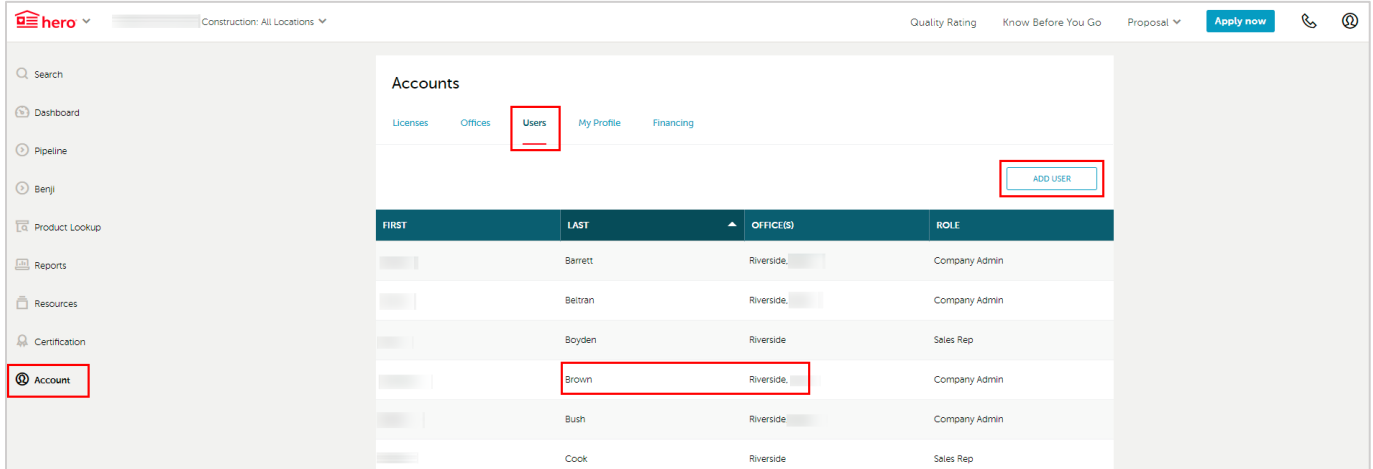 hero Construction: All Locations Quality Rating Know Before You Go Proposal Apply now
Search
Dashboard
Pipeline
Benji
Product Lookup
Reports
Resources
Certification
Account
Accounts
Licenses Offices Users My Profile Financing
ADD USER
FIRST LAST OFFICE(S) ROLE
Barrett Riverside, Company Admin
Beltran Riverside, Company Admin
Boyden Riverside Sales Rep
Brown Riverside, Company Admin
Bush Riverside Company Admin
Cook Riverside Sales Rep